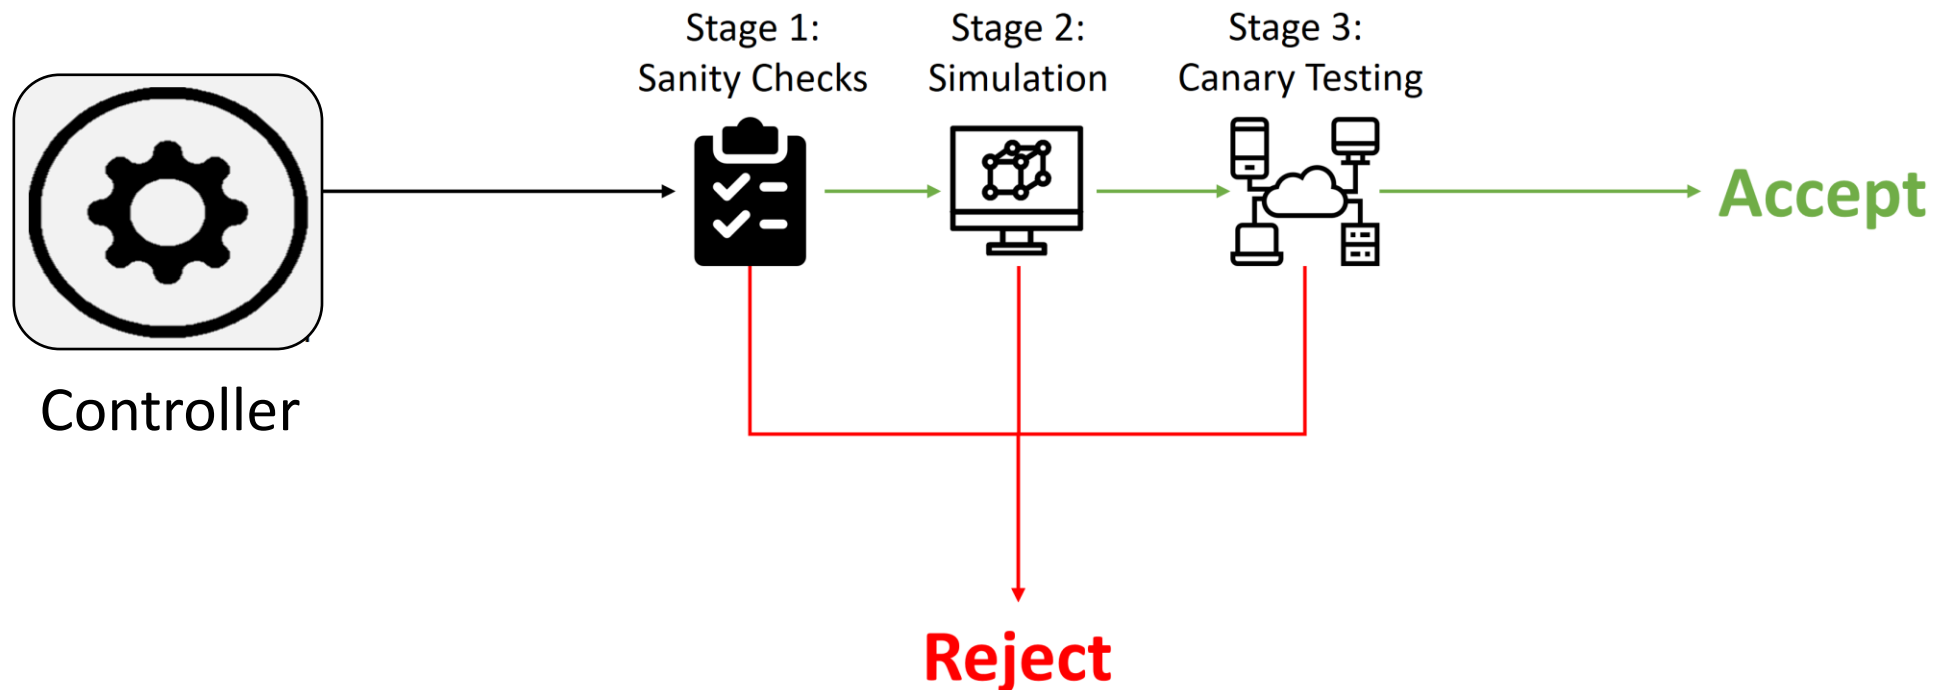 Stage 1:
Sanity Checks
Stage 2:
Simulation
Stage 3:
Canary Testing
Accept
Controller
Reject